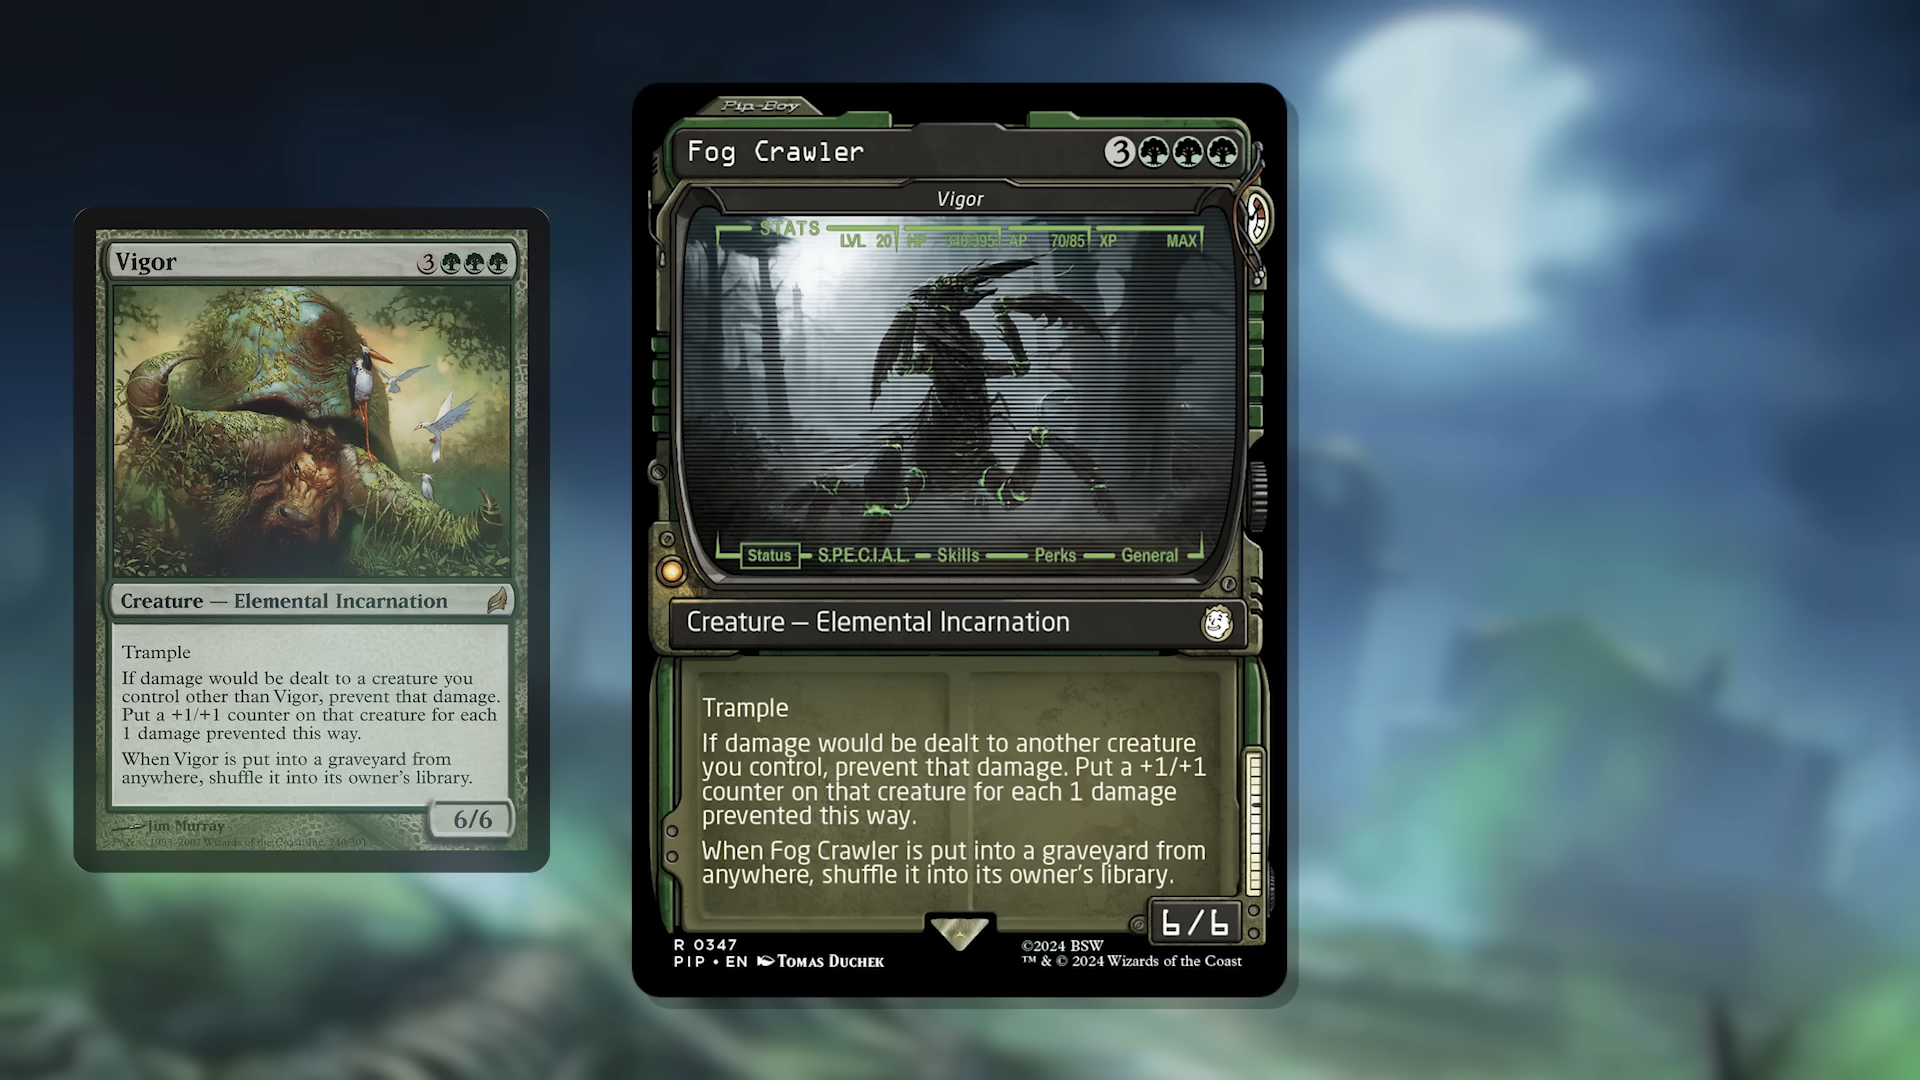 Vigor
3
Creature — Elemental Incarnation
Trample
If damage would be dealt to a creature you
control other than Vigor, prevent that damage.
Put a +1/+1 counter on that creature for each
1 damage prevented this way.
When Vigor is put into a graveyard from
anywhere, shuffle it into its owner's library.
6/6
Jim Murray
Pip-Boy
Fog Crawler
3
Vigor
STATS
LVL 20 HP 340/395 AP 70/85 XP MAX
Status S.P.E.C.I.A.L. Skills Perks General
POWER
Creature — Elemental Incarnation
Trample
If damage would be dealt to another creature
you control, prevent that damage. Put a +1/+1
counter on that creature for each 1 damage
prevented this way.
When Fog Crawler is put into a graveyard from
anywhere, shuffle it into its owner's library.
6/6
R 0347
PIP • EN Tomas Duchek
©2024 BSW
™ & © 2024 Wizards of the Coast